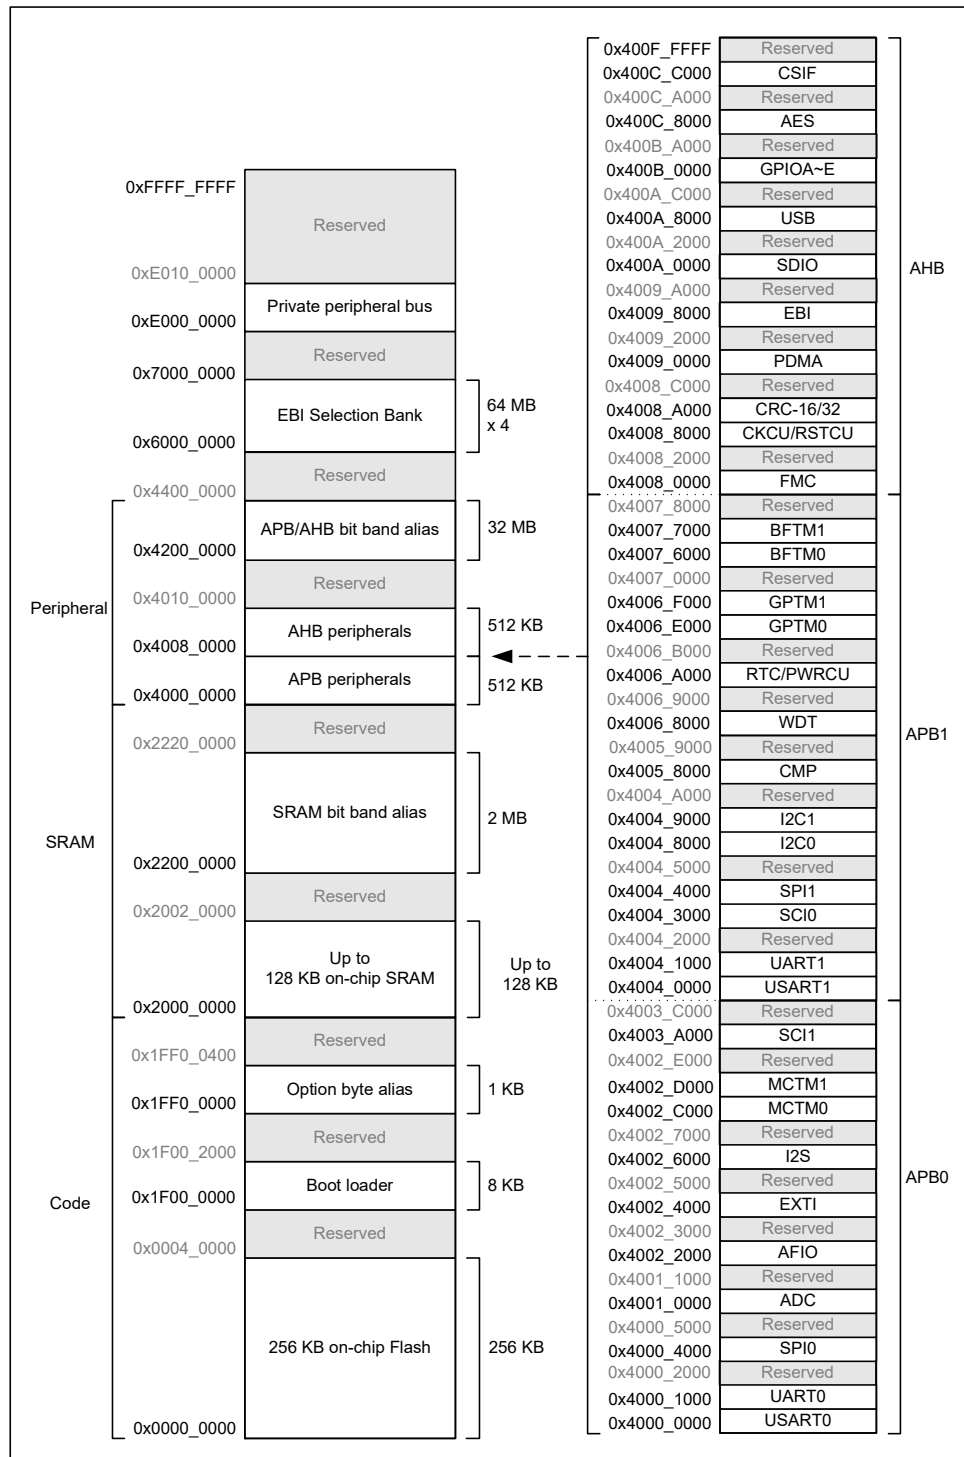 0xFFFF_FFFF
Reserved
0xE010_0000
Private peripheral bus
0xE000_0000
Reserved
0x7000_0000
EBI Selection Bank
64 MB
x 4
0x6000_0000
Reserved
0x4400_0000
APB/AHB bit band alias
32 MB
0x4200_0000
Reserved
0x4010_0000
Peripheral
AHB peripherals
512 KB
0x4008_0000
APB peripherals
512 KB
0x4000_0000
Reserved
0x2220_0000
SRAM bit band alias
2 MB
SRAM
0x2200_0000
Reserved
0x2002_0000
Up to
128 KB on-chip SRAM
Up to
128 KB
0x2000_0000
Reserved
0x1FF0_0400
Option byte alias
1 KB
0x1FF0_0000
Reserved
0x1F00_2000
Boot loader
8 KB
0x1F00_0000
Code
Reserved
0x0004_0000
256 KB on-chip Flash
256 KB
0x0000_0000
0x400F_FFFF Reserved
0x400C_C000 CSIF
0x400C_A000 Reserved
0x400C_8000 AES
0x400B_A000 Reserved
0x400B_0000 GPIOA~E
0x400A_C000 Reserved
0x400A_8000 USB
0x400A_2000 Reserved
0x400A_0000 SDIO
AHB
0x4009_A000 Reserved
0x4009_8000 EBI
0x4009_2000 Reserved
0x4009_0000 PDMA
0x4008_C000 Reserved
0x4008_A000 CRC-16/32
0x4008_8000 CKCU/RSTCU
0x4008_2000 Reserved
0x4008_0000 FMC
0x4007_8000 Reserved
0x4007_7000 BFTM1
0x4007_6000 BFTM0
0x4007_0000 Reserved
0x4006_F000 GPTM1
0x4006_E000 GPTM0
0x4006_B000 Reserved
0x4006_A000 RTC/PWRCU
0x4006_9000 Reserved
0x4006_8000 WDT
APB1
0x4005_9000 Reserved
0x4005_8000 CMP
0x4004_A000 Reserved
0x4004_9000 I2C1
0x4004_8000 I2C0
0x4004_5000 Reserved
0x4004_4000 SPI1
0x4004_3000 SCI0
0x4004_2000 Reserved
0x4004_1000 UART1
0x4004_0000 USART1
0x4003_C000 Reserved
0x4003_A000 SCI1
0x4002_E000 Reserved
0x4002_D000 MCTM1
0x4002_C000 MCTM0
0x4002_7000 Reserved
0x4002_6000 I2S
APB0
0x4002_5000 Reserved
0x4002_4000 EXTI
0x4002_3000 Reserved
0x4002_2000 AFIO
0x4001_1000 Reserved
0x4001_0000 ADC
0x4000_5000 Reserved
0x4000_4000 SPI0
0x4000_2000 Reserved
0x4000_1000 UART0
0x4000_0000 USART0